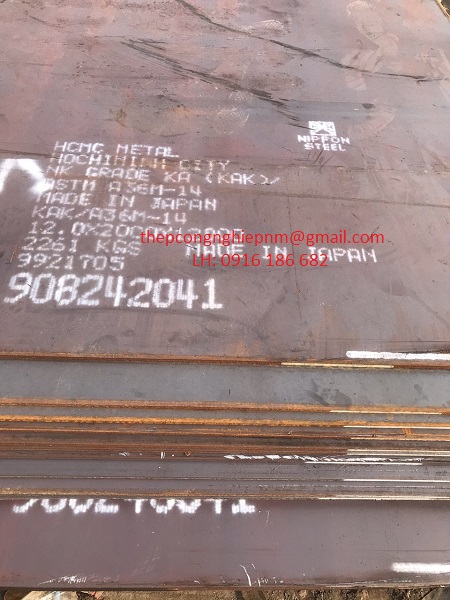 NIPPON
STEEL
HCMC METAL
HOCHIMINH CITY
NK GRADE KA (KAK)/
ASTM A36M-14
MADE IN JAPAN
KAK/A36M-14
thepcongnghiepnm@gmail.com
2261 KGS MADE IN JAPAN
LH: 0916 186 682
9921705
908242041